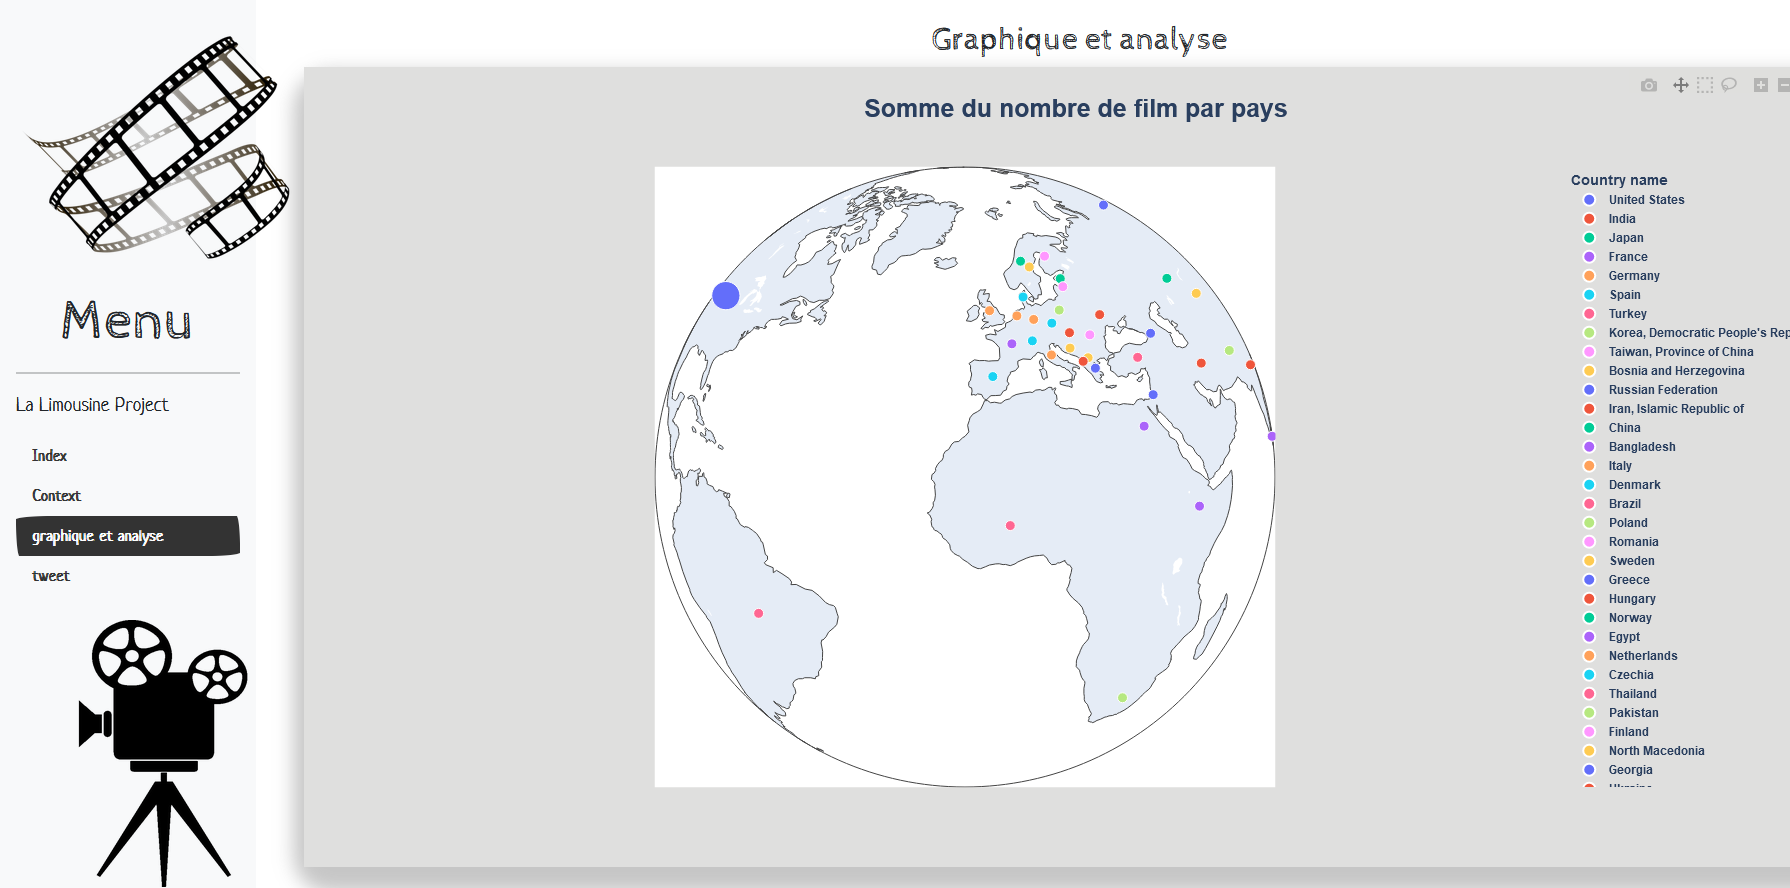 Menu
La Limousine Project
Index
Context
graphique et analyse
tweet
Graphique et analyse
Somme du nombre de film par pays
Country name
United States
India
Japan
France
Germany
Spain
Turkey
Korea, Democratic People's Rep
Taiwan, Province of China
Bosnia and Herzegovina
Russian Federation
Iran, Islamic Republic of
China
Bangladesh
Italy
Denmark
Brazil
Poland
Romania
Sweden
Greece
Hungary
Norway
Egypt
Netherlands
Czechia
Thailand
Pakistan
Finland
North Macedonia
Georgia